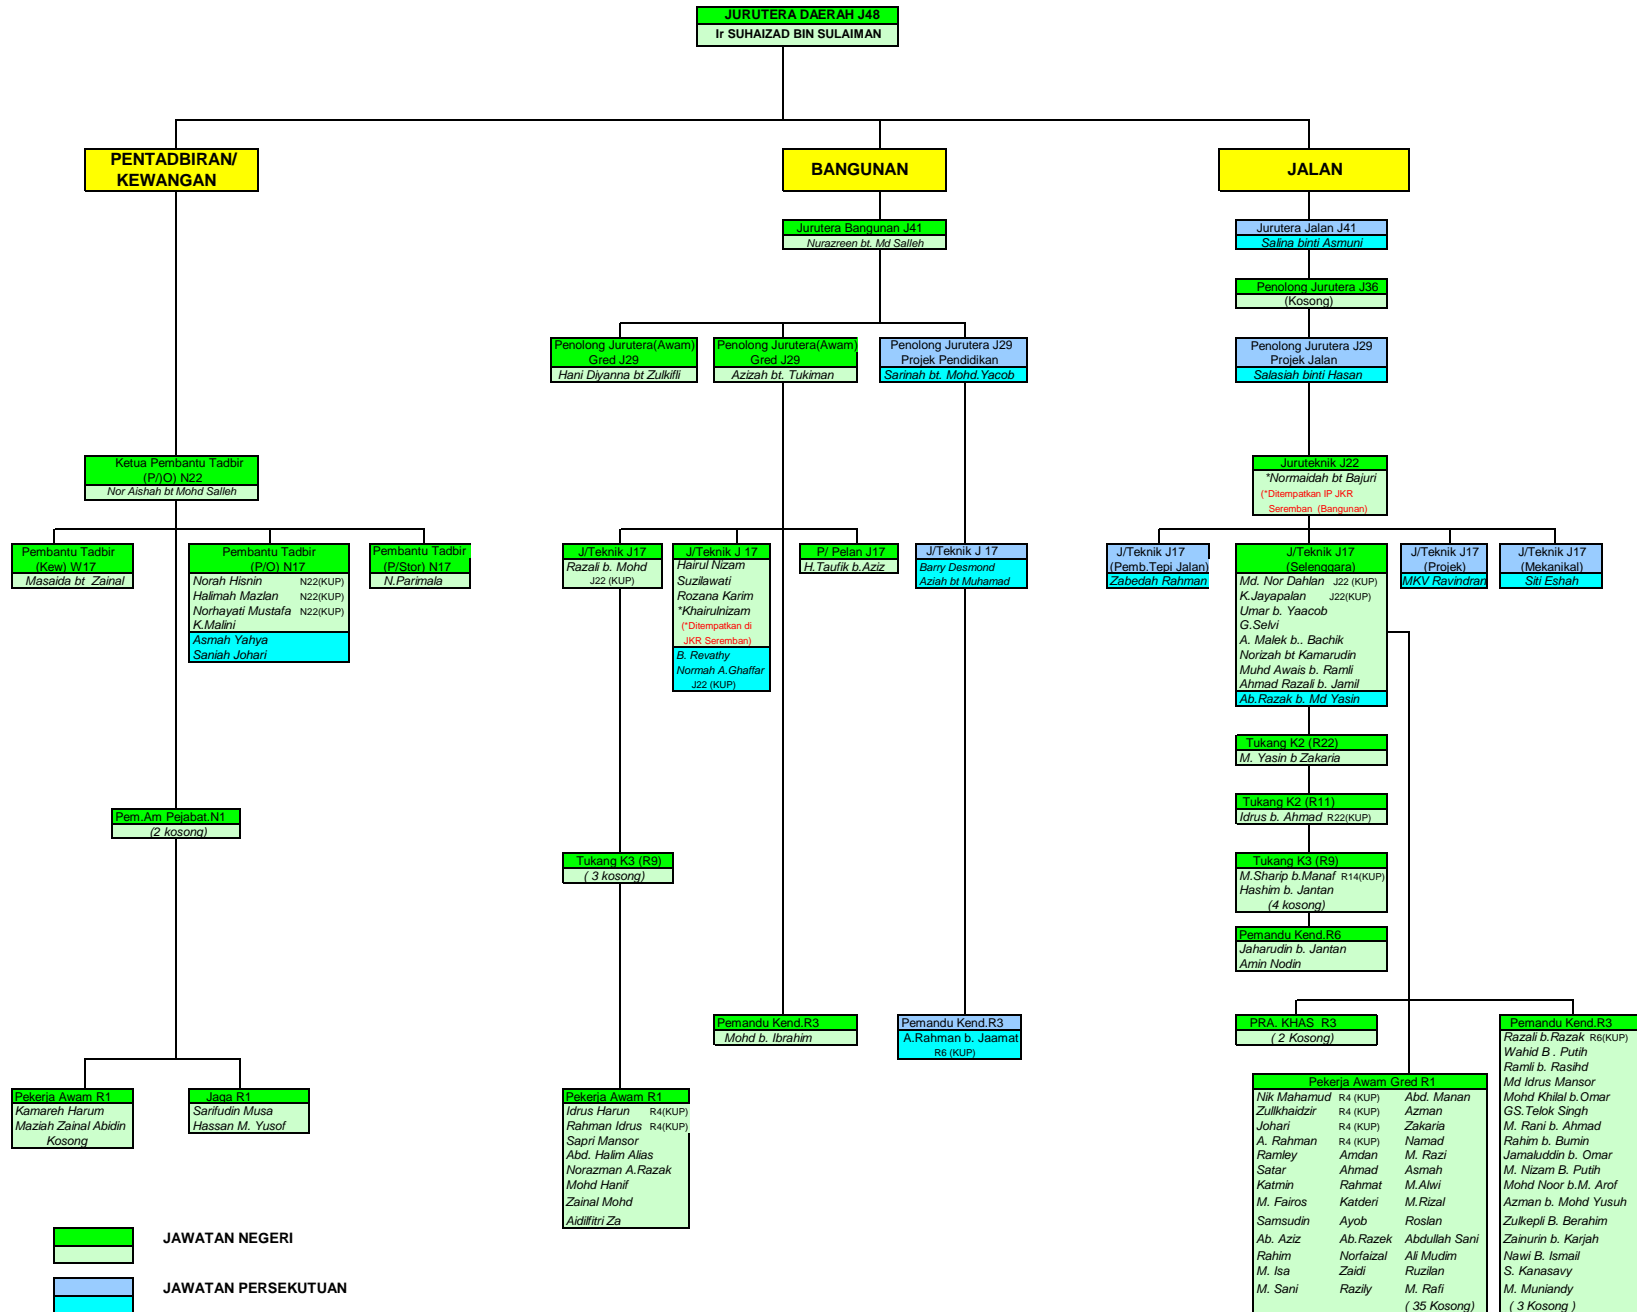 JURUTERA DAERAH J48
Ir SUHAIZAD BIN SULAIMAN
PENTADBIRAN/
KEWANGAN
BANGUNAN
JALAN
Jurutera Bangunan J41
Nurazreen bt. Md Salleh
Jurutera Jalan J41
Salina binti Asmuni
Penolong Jurutera J36
(Kosong)
Penolong Jurutera(Awam)
Gred J29
Hani Diyanna bt Zulkifli
Penolong Jurutera(Awam)
Gred J29
Azizah bt. Tukiman
Penolong Jurutera J29
Projek Pendidikan
Sarinah bt. Mohd.Yacob
Penolong Jurutera J29
Projek Jalan
Salasiah binti Hasan
Ketua Pembantu Tadbir
(P/)O) N22
Nor Aishah bt Mohd Salleh
Juruteknik J22
*Normaidah bt Bajuri
(*Ditempatkan IP JKR
Seremban (Bangunan)
Pembantu Tadbir
(Kew) W17
Masaida bt Zainal
Pembantu Tadbir
(P/O) N17
Norah Hisnin N22(KUP)
Halimah Mazlan N22(KUP)
Norhayati Mustafa N22(KUP)
K.Malini
Asmah Yahya
Saniah Johari
Pembantu Tadbir
(P/Stor) N17
N.Parimala
J/Teknik J17
Razali b. Mohd
J22 (KUP)
J/Teknik J 17
Hairul Nizam
Suzilawati
Rozana Karim
*Khairulnizam
(*Ditempatkan di
JKR Seremban)
B. Revathy
Normah A.Ghaffar
J22 (KUP)
P/ Pelan J17
H.Taufik b.Aziz
J/Teknik J 17
Barry Desmond
Aziah bt Muhamad
J/Teknik J17
(Pemb.Tepi Jalan)
Zabedah Rahman
J/Teknik J17
(Selenggara)
Md. Nor Dahlan J22 (KUP)
K.Jayapalan J22(KUP)
Umar b. Yaacob
G.Selvi
A. Malek b.. Bachik
Norizah bt Kamarudin
Muhd Awais b. Ramli
Ahmad Razali b. Jamil
Ab.Razak b. Md Yasin
J/Teknik J17
(Projek)
MKV Ravindran
J/Teknik J17
(Mekanikal)
Siti Eshah
Tukang K2 (R22)
M. Yasin b Zakaria
Tukang K2 (R11)
Idrus b. Ahmad R22(KUP)
Pem.Am Pejabat.N1
(2 kosong)
Tukang K3 (R9)
( 3 kosong)
Tukang K3 (R9)
M.Sharip b.Manaf R14(KUP)
Hashim b. Jantan
(4 kosong)
Pemandu Kend.R6
Jaharudin b. Jantan
Amin Nodin
Pemandu Kend.R3
Mohd b. Ibrahim
Pemandu Kend.R3
A.Rahman b. Jaamat
R6 (KUP)
PRA. KHAS R3
( 2 Kosong)
Pemandu Kend.R3
Razali b.Razak R6(KUP)
Wahid B . Putih
Ramli b. Rasihd
Md Idrus Mansor
Mohd Khilal b.Omar
GS.Telok Singh
M. Rani b. Ahmad
Rahim b. Bumin
Jamaluddin b. Omar
M. Nizam B. Putih
Mohd Noor b.M. Arof
Azman b. Mohd Yusuh
Zulkepli B. Berahim
Zainurin b. Karjah
Nawi B. Ismail
S. Kanasavy
M. Muniandy
( 3 Kosong )
Pekerja Awam R1
Kamareh Harum
Maziah Zainal Abidin
Kosong
Jaga R1
Sarifudin Musa
Hassan M. Yusof
Pekerja Awam R1
Idrus Harun R4(KUP)
Rahman Idrus R4(KUP)
Sapri Mansor
Abd. Halim Alias
Norazman A.Razak
Mohd Hanif
Zainal Mohd
Aidilfitri Za
Pekerja Awam Gred R1
Nik Mahamud R4 (KUP) Abd. Manan
Zullkhaidzir R4 (KUP) Azman
Johari R4 (KUP) Zakaria
A. Rahman R4 (KUP) Namad
Ramley Amdan M. Razi
Satar Ahmad Asmah
Katmin Rahmat M.Alwi
M. Fairos Katderi M.Rizal
Samsudin Ayob Roslan
Ab. Aziz Ab.Razek Abdullah Sani
Rahim Norfaizal Ali Mudim
M. Isa Zaidi Ruzilan
M. Sani Razily M. Rafi
( 35 Kosong)
JAWATAN NEGERI
JAWATAN PERSEKUTUAN